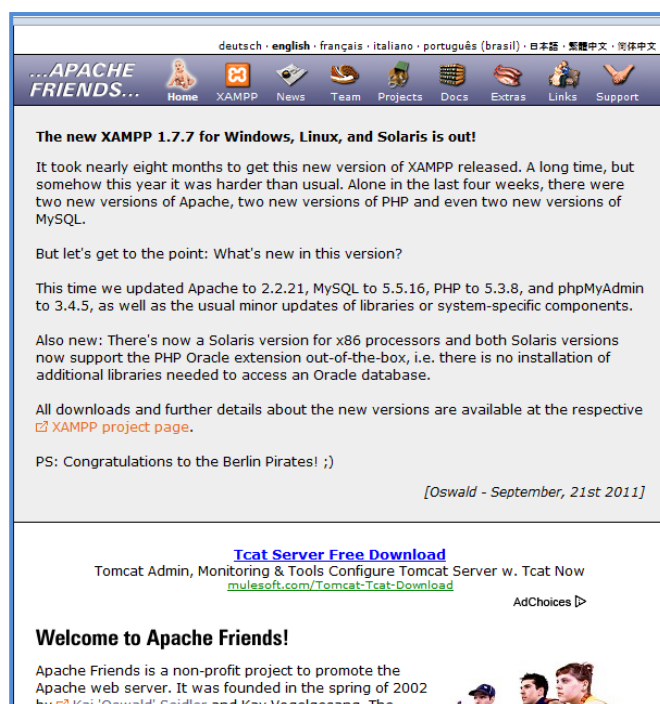 deutsch · english · français · italiano · português (brasil) · 日本語 · 繁體中文 · 简体中文
...APACHE
FRIENDS...
Home XAMPP News Team Projects Docs Extras Links Support
The new XAMPP 1.7.7 for Windows, Linux, and Solaris is out!
It took nearly eight months to get this new version of XAMPP released. A long time, but
somehow this year it was harder than usual. Alone in the last four weeks, there were
two new versions of Apache, two new versions of PHP and even two new versions of
MySQL.
But let's get to the point: What's new in this version?
This time we updated Apache to 2.2.21, MySQL to 5.5.16, PHP to 5.3.8, and phpMyAdmin
to 3.4.5, as well as the usual minor updates of libraries or system-specific components.
Also new: There's now a Solaris version for x86 processors and both Solaris versions
now support the PHP Oracle extension out-of-the-box, i.e. there is no installation of
additional libraries needed to access an Oracle database.
All downloads and further details about the new versions are available at the respective
XAMPP project page.
PS: Congratulations to the Berlin Pirates! ;)
[Oswald - September, 21st 2011]
Tcat Server Free Download
Tomcat Admin, Monitoring & Tools Configure Tomcat Server w. Tcat Now
mulesoft.com/Tomcat-Tcat-Download
AdChoices
Welcome to Apache Friends!
Apache Friends is a non-profit project to promote the
Apache web server. It was founded in the spring of 2002
by Kai 'Oswald' Seidler and Kay Vogelgesang. The